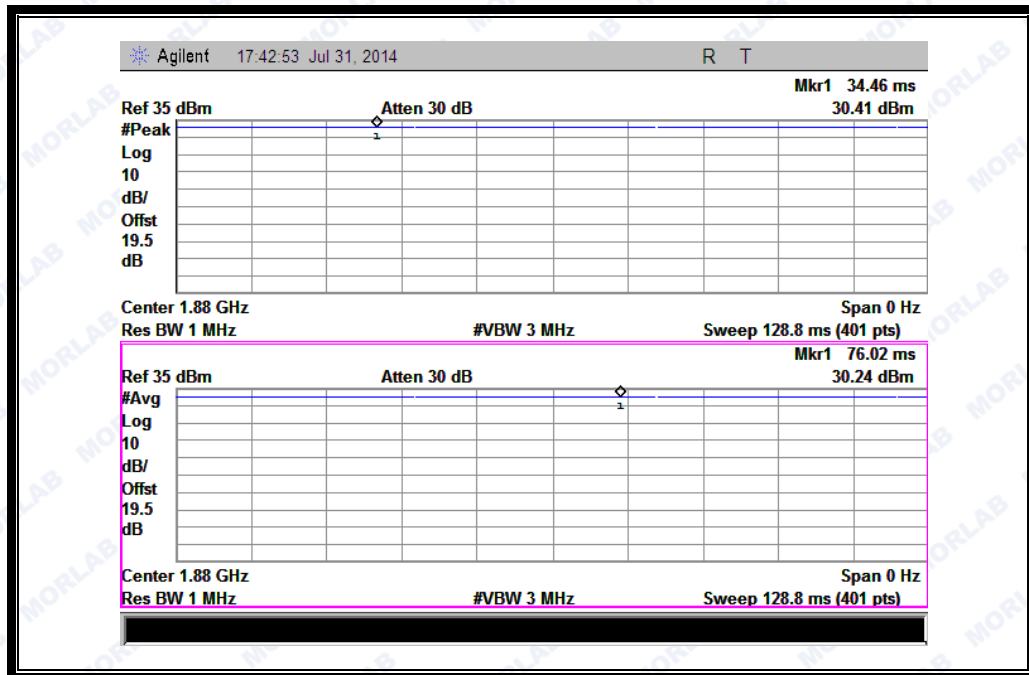 Agilent 17:42:53 Jul 31, 2014 R T
Mkr1 34.46 ms
Ref 35 dBm Atten 30 dB 30.41 dBm
#Peak
1
Log
10
dB/
Offst
19.5
dB
Center 1.88 GHz Span 0 Hz
Res BW 1 MHz #VBW 3 MHz Sweep 128.8 ms (401 pts)
Mkr1 76.02 ms
Ref 35 dBm Atten 30 dB 30.24 dBm
#Avg
1
Log
10
dB/
Offst
19.5
dB
Center 1.88 GHz Span 0 Hz
Res BW 1 MHz #VBW 3 MHz Sweep 128.8 ms (401 pts)
MORLAB